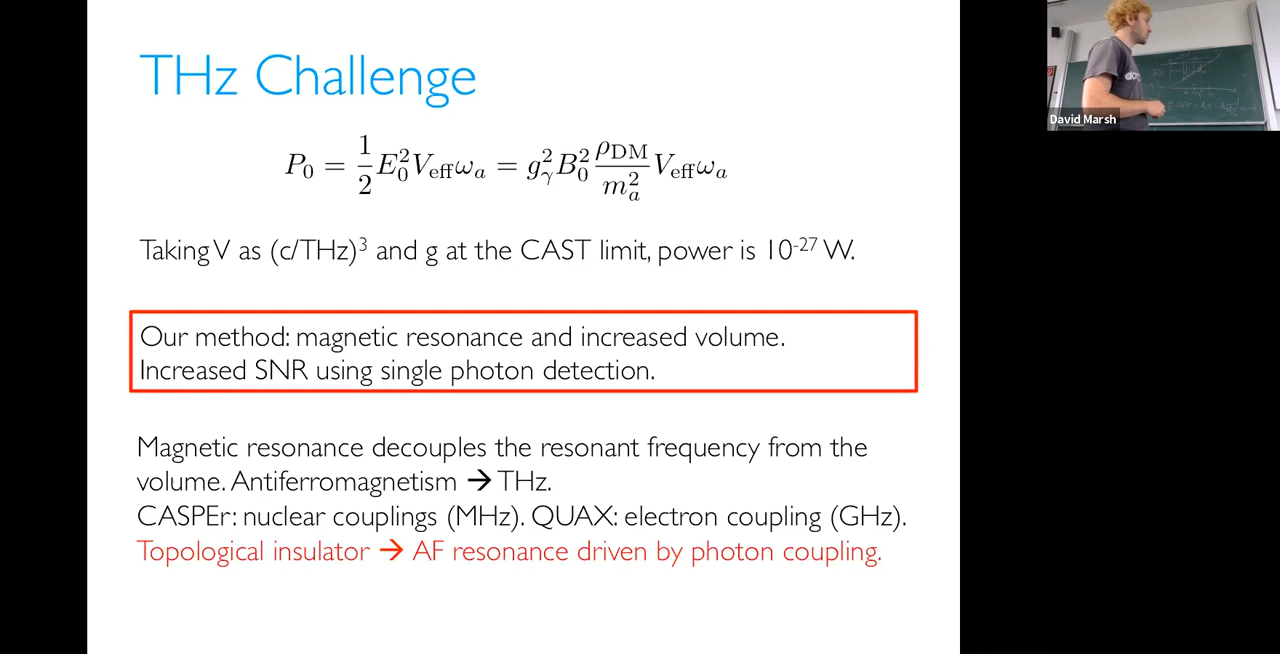 THz Challenge
P₀ = 1/2 E₀² V_eff ω_a = g_γ² B₀² ρ_DM/m_a² V_eff ω_a
Taking V as (c/THz)³ and g at the CAST limit, power is 10⁻²⁷ W.
Our method: magnetic resonance and increased volume.
Increased SNR using single photon detection.
Magnetic resonance decouples the resonant frequency from the
volume. Antiferromagnetism → THz.
CASPEr: nuclear couplings (MHz). QUAX: electron coupling (GHz).
Topological insulator → AF resonance driven by photon coupling.
David Marsh